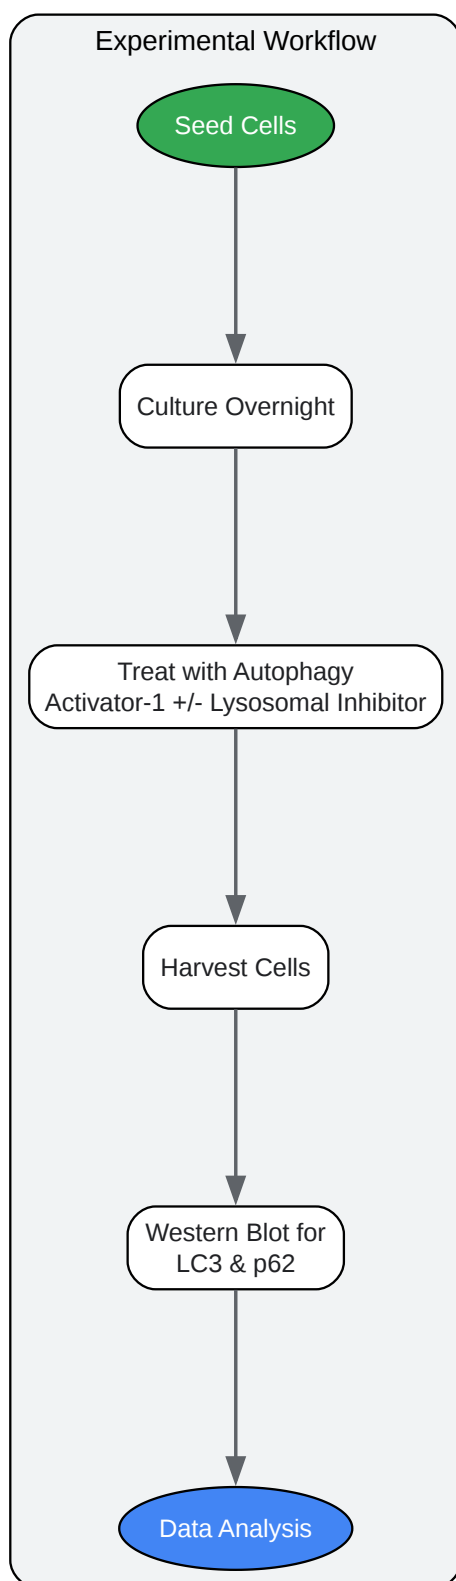 Experimental Workflow
Seed Cells
Culture Overnight
Treat with Autophagy
Activator-1 +/- Lysosomal Inhibitor
Harvest Cells
Western Blot for
LC3 & p62
Data Analysis